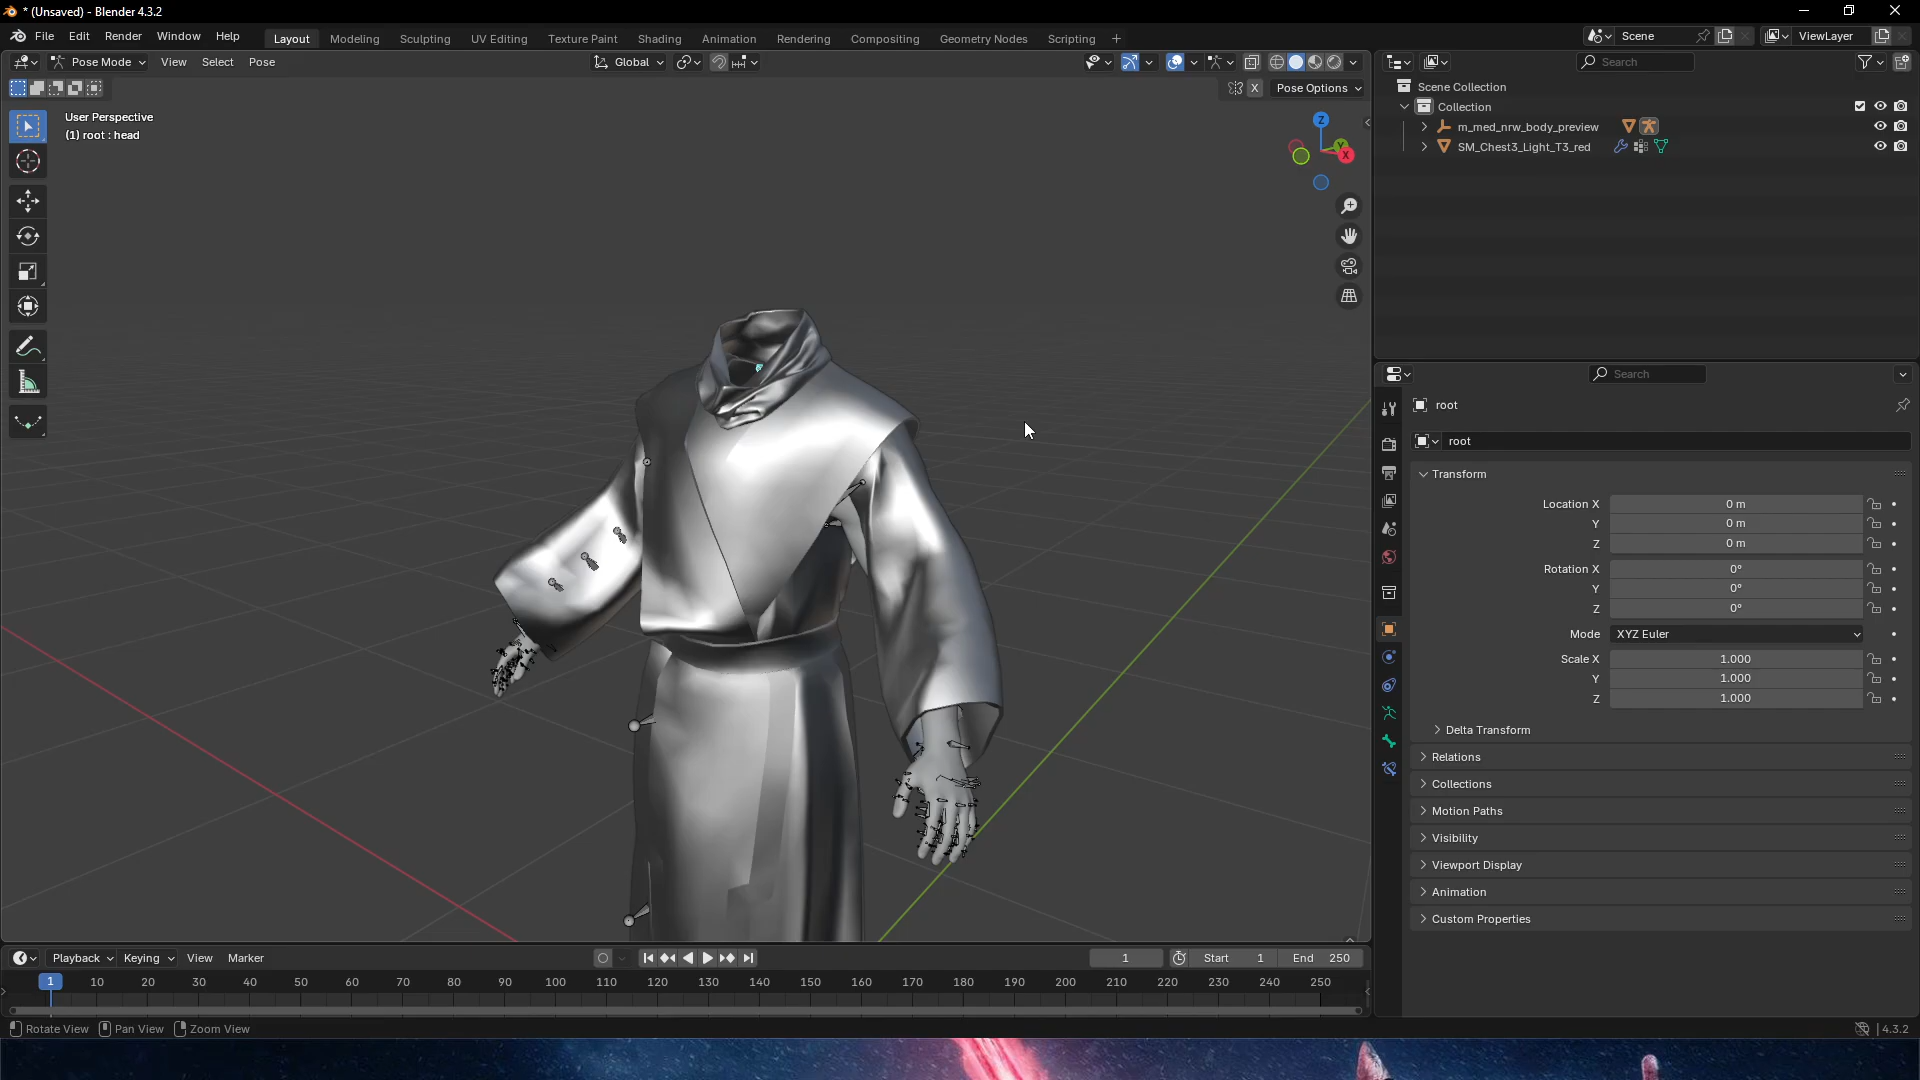 * (Unsaved) - Blender 4.3.2
File Edit Render Window Help
Layout Modeling Sculpting UV Editing Texture Paint Shading Animation Rendering Compositing Geometry Nodes Scripting +
Scene
ViewLayer
Pose Mode View Select Pose
Global
Search
X Pose Options
Scene Collection
Collection
m_med_nrw_body_preview
SM_Chest3_Light_T3_red
User Perspective
(1) root : head
Z
Y
X
Search
root
root
Transform
Location X 0 m
Y 0 m
Z 0 m
Rotation X 0°
Y 0°
Z 0°
Mode XYZ Euler
Scale X 1.000
Y 1.000
Z 1.000
Delta Transform
Relations
Collections
Motion Paths
Visibility
Viewport Display
Animation
Custom Properties
Playback Keying View Marker
1 Start 1 End 250
1 10 20 30 40 50 60 70 80 90 100 110 120 130 140 150 160 170 180 190 200 210 220 230 240 250
Rotate View Pan View Zoom View
4.3.2